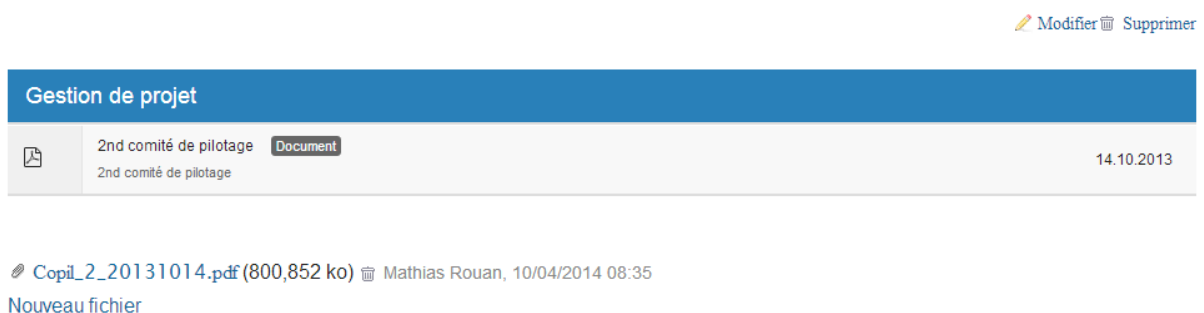 Modifier Supprimer
Gestion de projet
2nd comité de pilotage Document
2nd comité de pilotage
14.10.2013
Copil_2_20131014.pdf (800,852 ko) Mathias Rouan, 10/04/2014 08:35
Nouveau fichier